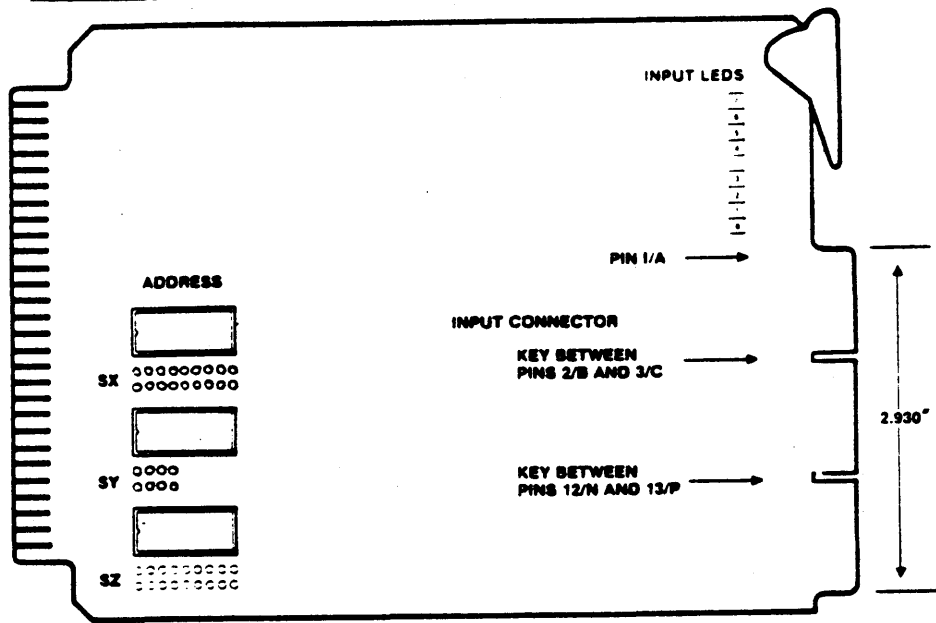 INPUT LEDS
PIN 1/A
ADDRESS
INPUT CONNECTOR
KEY BETWEEN
PINS 2/B AND 3/C
SX
2.930"
SY
KEY BETWEEN
PINS 12/N AND 13/P
SZ